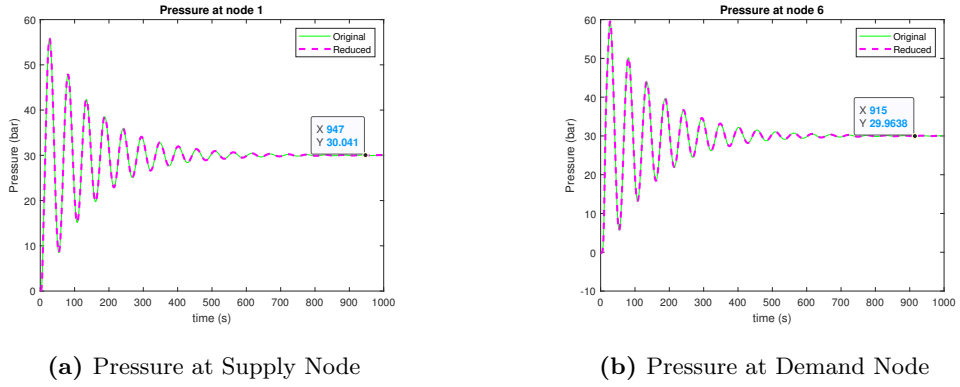 Pressure at node 1
60
50
40
30
20
10
0
Pressure (bar)
Original
Reduced
X 947
Y 30.041
0 100 200 300 400 500 600 700 800 900 1000
time (s)
(a) Pressure at Supply Node
Pressure at node 6
60
50
40
30
20
10
0
-10
Pressure (bar)
Original
Reduced
X 915
Y 29.9638
0 100 200 300 400 500 600 700 800 900 1000
time (s)
(b) Pressure at Demand Node